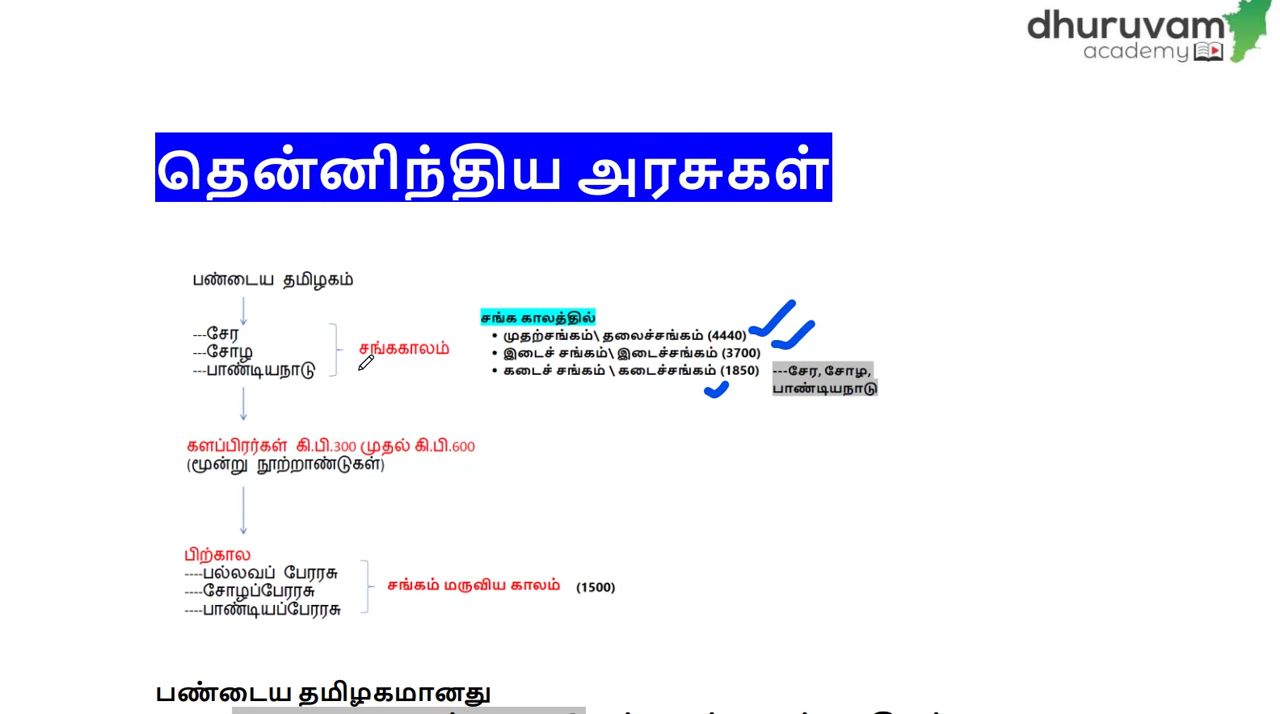 dhuruvam
academy
தென்னிந்திய அரசுகள்
பண்டைய தமிழகம்
---சேர
---சோழ
---பாண்டியநாடு
சங்ககாலம்
சங்க காலத்தில்
• முதற்சங்கம்\ தலைச்சங்கம் (4440)
• இடைச் சங்கம்\ இடைச்சங்கம் (3700)
• கடைச் சங்கம் \ கடைச்சங்கம் (1850)
---சேர, சோழ,
பாண்டியநாடு
களப்பிரர்கள் கி.பி.300 முதல் கி.பி.600
(மூன்று நூற்றாண்டுகள்)
பிற்கால
----பல்லவப் பேரரசு
----சோழப்பேரரசு
----பாண்டியப்பேரரசு
சங்கம் மருவிய காலம் (1500)
பண்டைய தமிழகமானது